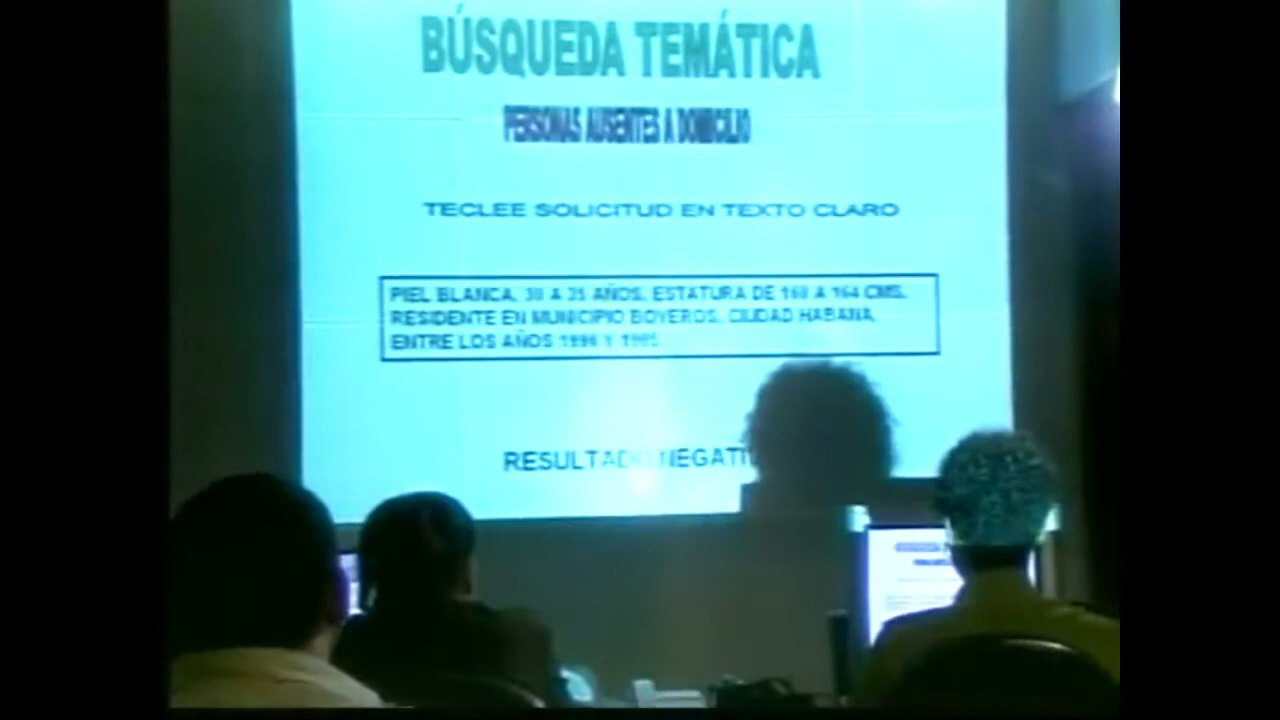 BÚSQUEDA TEMÁTICA
PERSONAS AUSENTES A DOMICILIO
TECLEE SOLICITUD EN TEXTO CLARO
PIEL BLANCA, 30 A 35 AÑOS, ESTATURA DE 160 A 164 CMS.
RESIDENTE EN MUNICIPIO BOYEROS, CIUDAD HABANA,
ENTRE LOS AÑOS Y
RESULTADO NEGATI